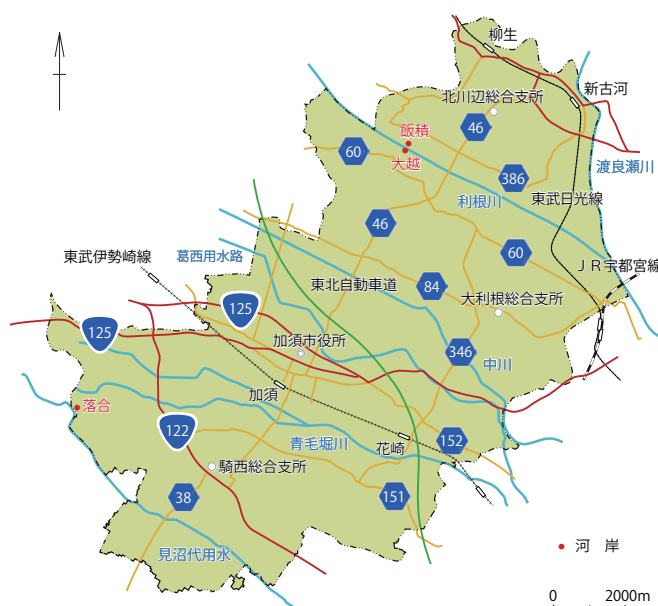 柳生
新古河
北川辺総合支所
46
飯積
60
大越
渡良瀬川
386
利根川
東武日光線
46
60
東武伊勢崎線
葛西用水路
JR宇都宮線
東北自動車道
84
大利根総合支所
125
125
加須市役所
346
中川
加須
落合
122
青毛堀川
花崎
152
騎西総合支所
38
151
見沼代用水
河 岸
0 2000m